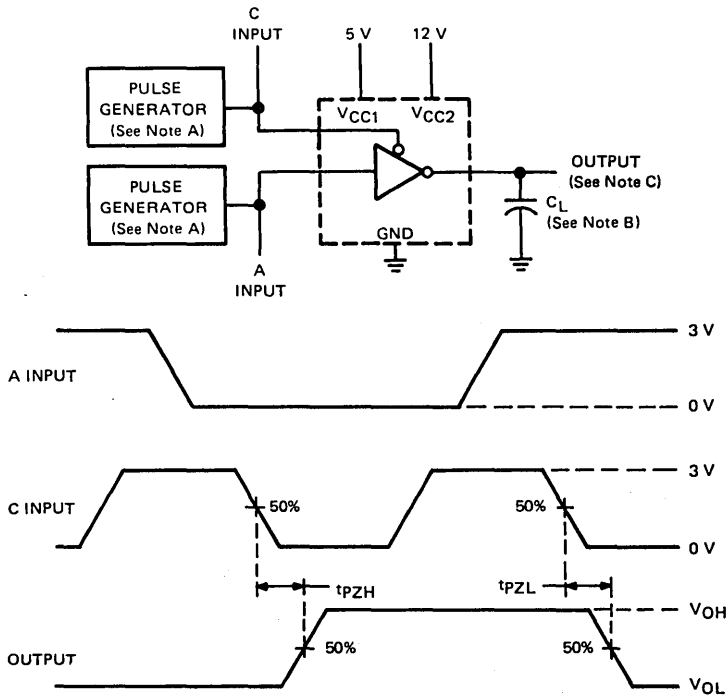 C
INPUT
5 V
12 V
PULSE
GENERATOR
(See Note A)
VCC1
VCC2
PULSE
GENERATOR
(See Note A)
OUTPUT
(See Note C)
CL
(See Note B)
GND
A
INPUT
A INPUT
3 V
0 V
C INPUT
50%
50%
3 V
0 V
tPZH
tPZL
OUTPUT
50%
50%
VOH
VOL